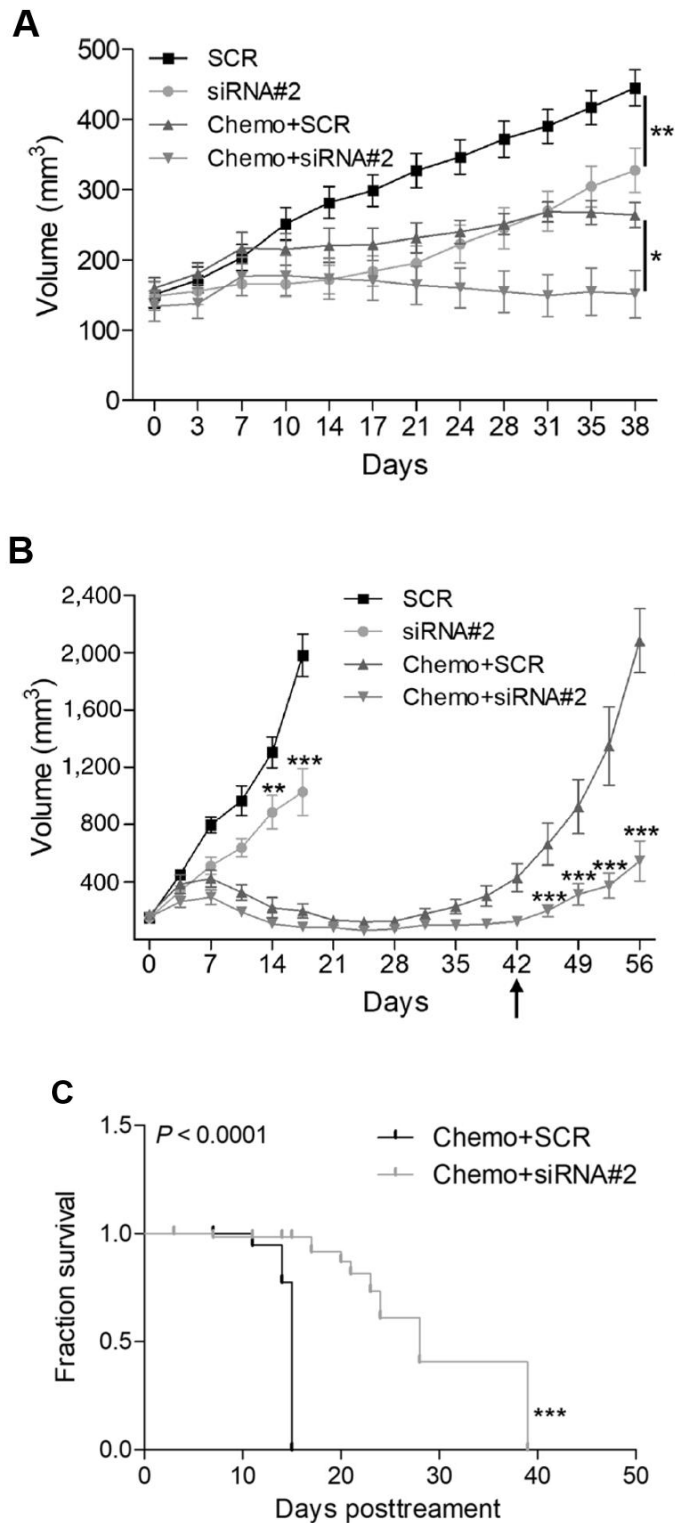 A
500
400
300
200
100
0
Volume (mm³)
SCR
siRNA#2
Chemo+SCR
Chemo+siRNA#2
**
*
0 3 7 10 14 17 21 24 28 31 35 38
Days
B
2,400
2,000
1,600
1,200
800
400
Volume (mm³)
SCR
siRNA#2
Chemo+SCR
Chemo+siRNA#2
** ***
*** *** *** ***
0 7 14 21 28 35 42 49 56
Days
C
1.5
1.0
0.5
0.0
Fraction survival
P < 0.0001
Chemo+SCR
Chemo+siRNA#2
***
0 10 20 30 40 50
Days posttreament